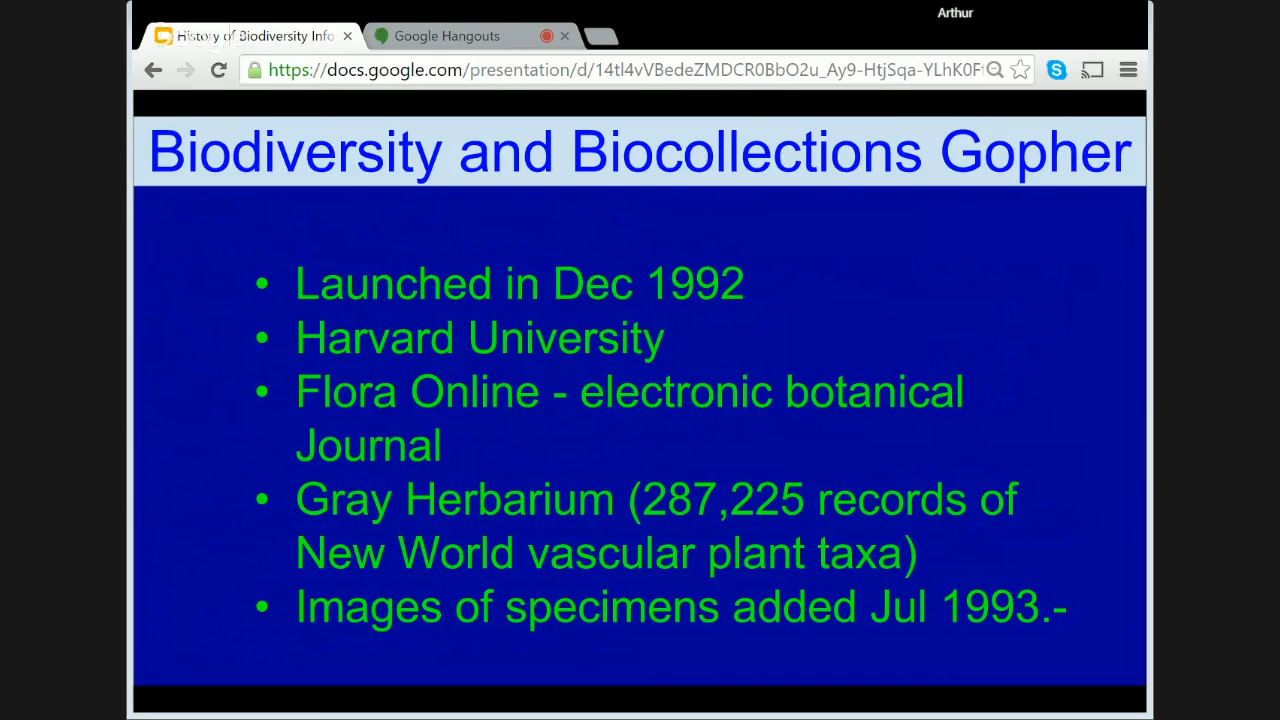 Arthur
History of Biodiversity Info
Google Hangouts
https://docs.google.com/presentation/d/14tl4vVBedeZMDCR0BbO2u_Ay9-HtjSqa-YLhK0F
Biodiversity and Biocollections Gopher
• Launched in Dec 1992
• Harvard University
• Flora Online - electronic botanical
Journal
• Gray Herbarium (287,225 records of
New World vascular plant taxa)
• Images of specimens added Jul 1993.-